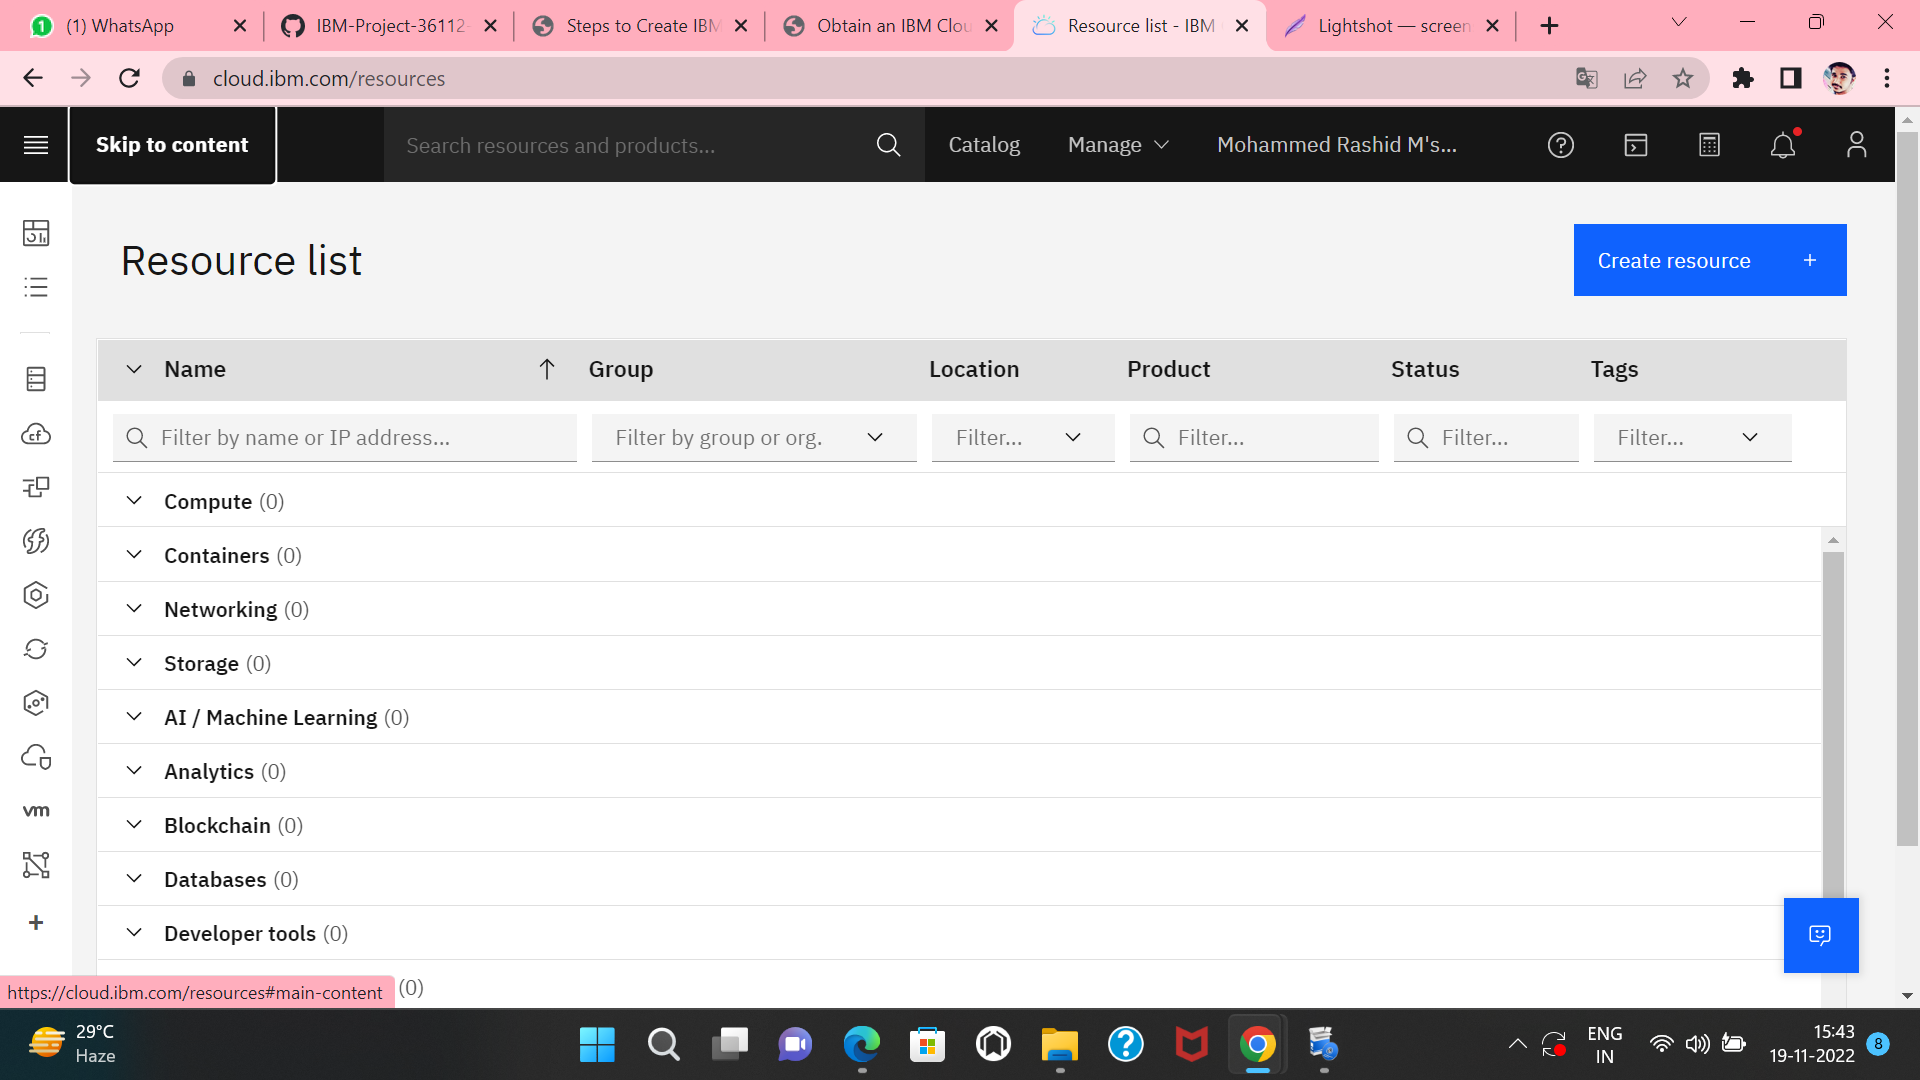 (1) WhatsApp
IBM-Project-36112-
Steps to Create IBM
Obtain an IBM Clou
Resource list - IBM
Lightshot — screen
cloud.ibm.com/resources
Skip to content
Search resources and products...
Catalog
Manage
Mohammed Rashid M's...
Resource list
Create resource +
Name
Group
Location
Product
Status
Tags
Filter by name or IP address...
Filter by group or org.
Filter...
Filter...
Filter...
Filter...
Compute (0)
Containers (0)
Networking (0)
Storage (0)
AI / Machine Learning (0)
Analytics (0)
Blockchain (0)
Databases (0)
Developer tools (0)
(0)
cf
vm
https://cloud.ibm.com/resources#main-content
29°C
Haze
ENG
IN
15:43
19-11-2022
8